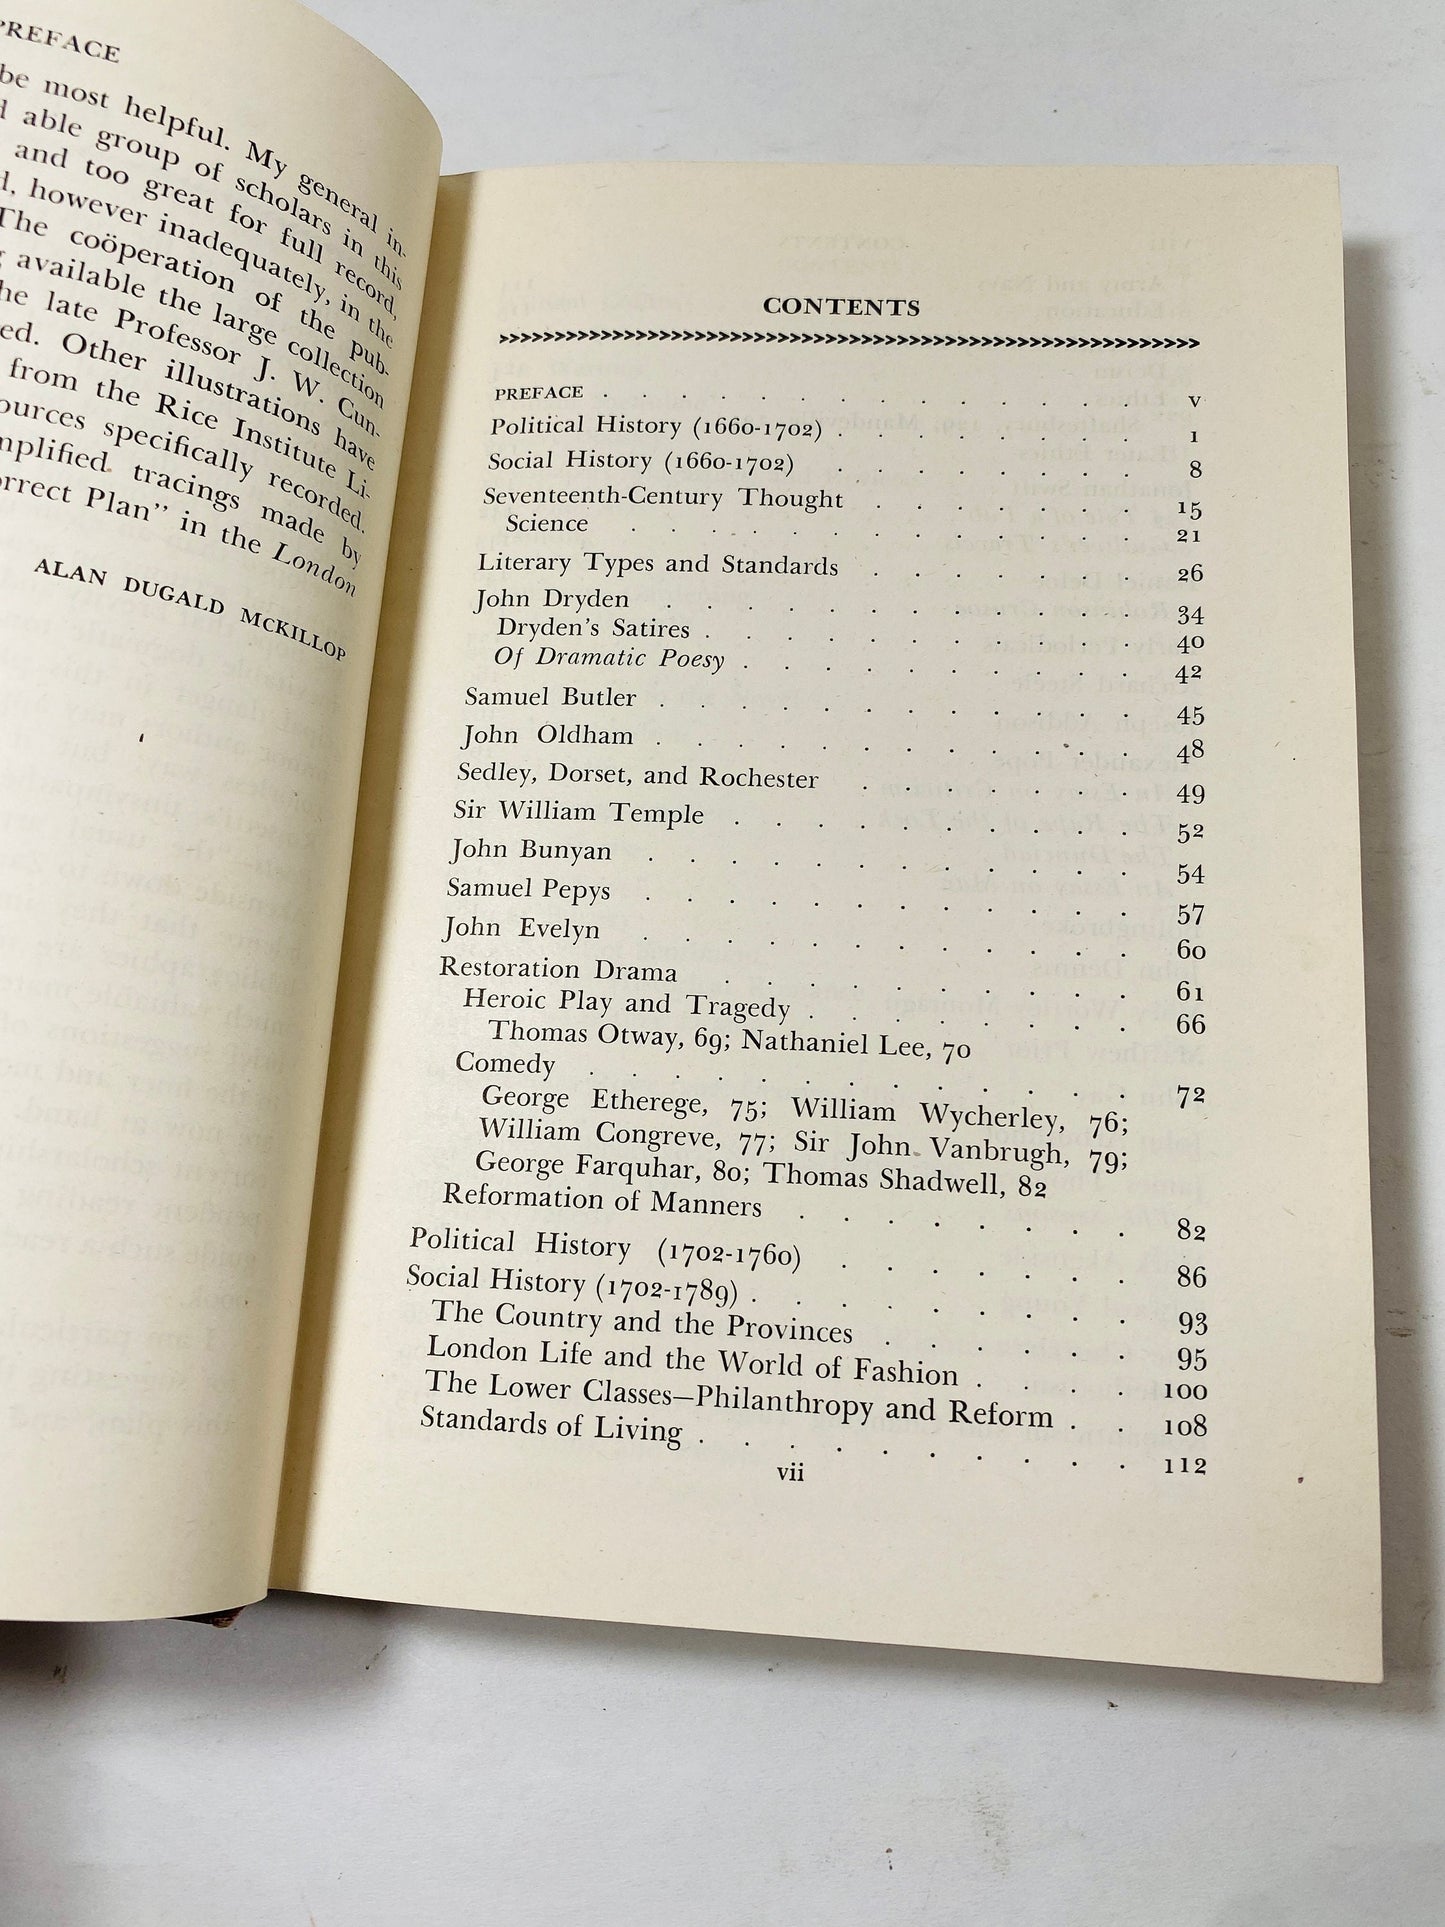 PREFACE
be most helpful. My general in-
able group of scholars in this
and too great for full record,
however inadequately, in the
The coöperation of the pub-
available the large collection
the late Professor J. W. Cun-
Other illustrations have
from the Rice Institute Li-
specifically recorded.
tracings made by
Plan” in the London
ALAN DUGALD MCKILLOP
CONTENTS
PREFACE . . . . . . . . . . . . v
Political History (1660-1702) . . . . . . . . 1
Social History (1660-1702) . . . . . . . . 8
Seventeenth-Century Thought . . . . . . . 15
Science . . . . . . . . . . . . 21
Literary Types and Standards . . . . . . . 26
John Dryden . . . . . . . . . . . 34
Dryden’s Satires . . . . . . . . . . . 40
Of Dramatic Poesy . . . . . . . . . . 42
Samuel Butler . . . . . . . . . . . 45
John Oldham . . . . . . . . . . . 48
Sedley, Dorset, and Rochester . . . . . . . 49
Sir William Temple . . . . . . . . . . 52
John Bunyan . . . . . . . . . . . 54
Samuel Pepys . . . . . . . . . . . 57
John Evelyn . . . . . . . . . . . 60
Restoration Drama . . . . . . . . . . 61
Heroic Play and Tragedy . . . . . . . . 66
Thomas Otway, 69; Nathaniel Lee, 70
Comedy . . . . . . . . . . . . 72
George Etherege, 75; William Wycherley, 76;
William Congreve, 77; Sir John Vanbrugh, 79;
George Farquhar, 80; Thomas Shadwell, 82
Reformation of Manners . . . . . . . . 82
Political History (1702-1760) . . . . . . . 86
Social History (1702-1789) . . . . . . . . . 93
The Country and the Provinces . . . . . . 95
London Life and the World of Fashion . . . . 100
The Lower Classes—Philanthropy and Reform . . 108
Standards of Living . . . . . . . . . . 112
vii